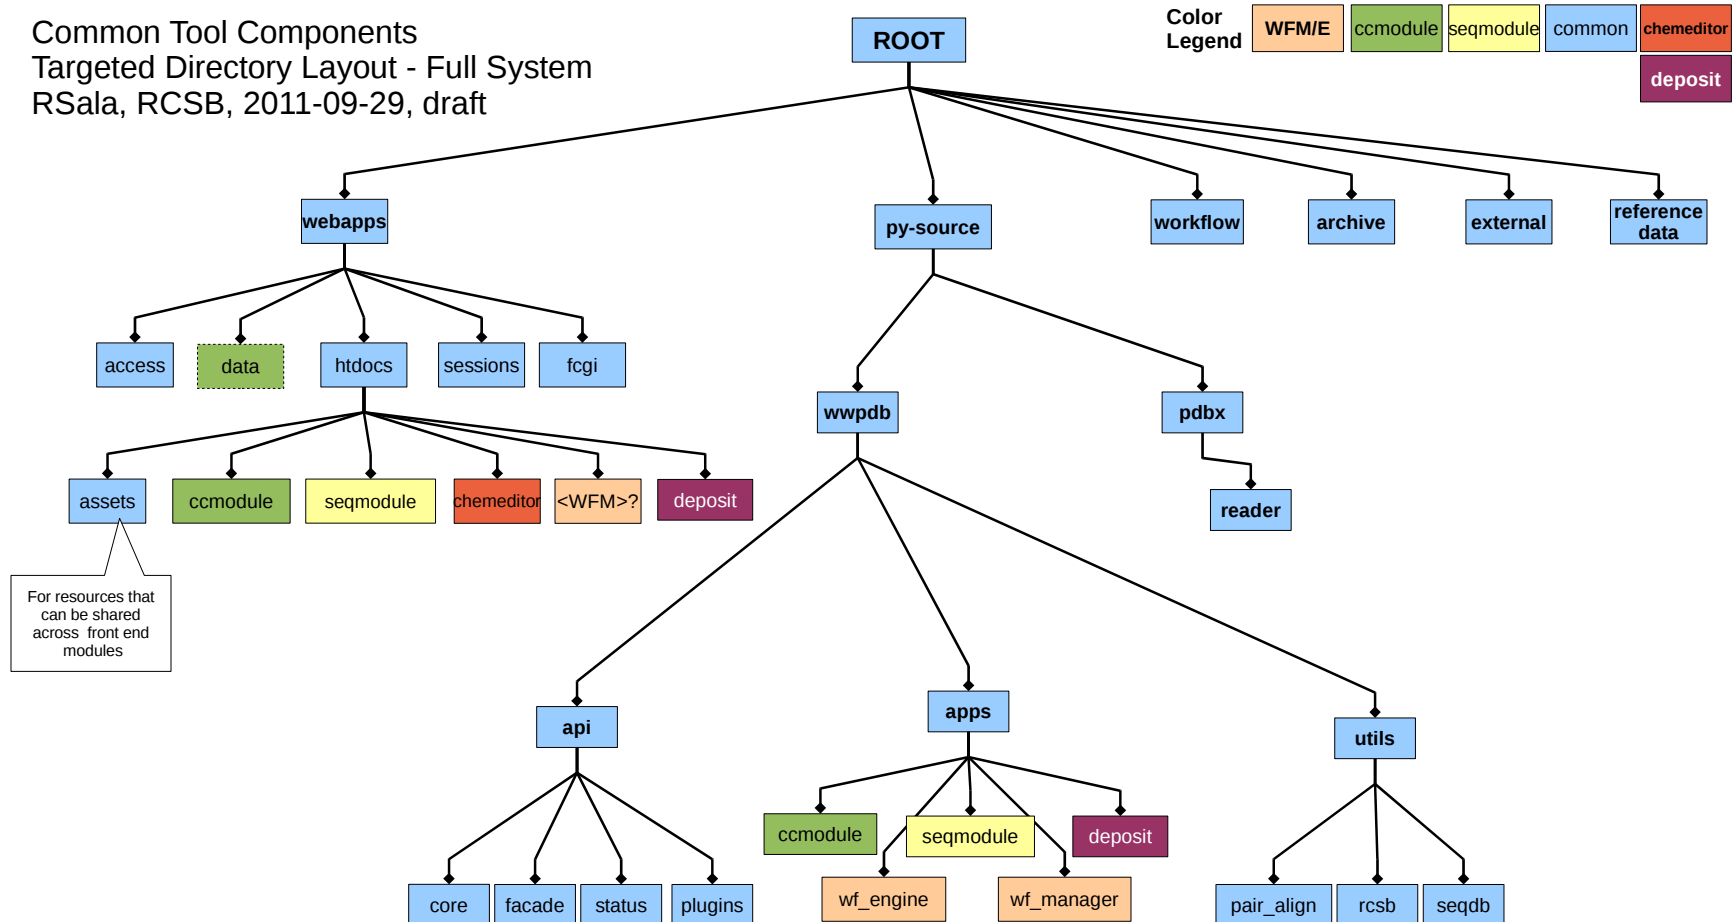 Common Tool Components
Targeted Directory Layout - Full System
RSala, RCSB, 2011-09-29, draft
Color
Legend
WFM/E
ccmodule
seqmodule
common
chemeditor
deposit
ROOT
webapps
py-source
workflow
archive
external
reference
data
access
data
htdocs
sessions
fcgi
wwpdb
pdbx
assets
ccmodule
seqmodule
chemeditor
<WFM>?
deposit
reader
For resources that
can be shared
across front end
modules
api
apps
utils
ccmodule
seqmodule
deposit
core
facade
status
plugins
wf_engine
wf_manager
pair_align
rcsb
seqdb